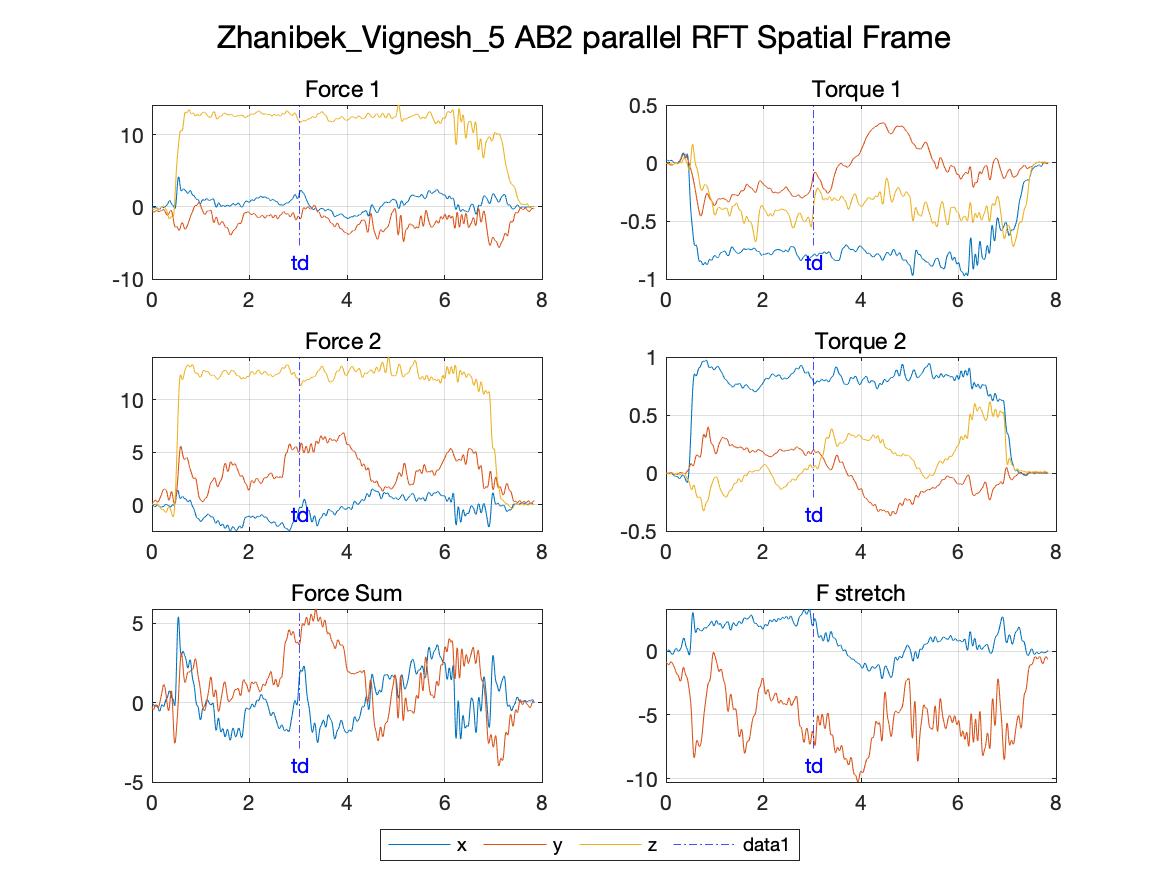 Zhanibek_Vignesh_5 AB2 parallel RFT Spatial Frame
Force 1
10
0
-10
td
0 2 4 6 8
Torque 1
0.5
0
-0.5
-1
td
0 2 4 6 8
Force 2
10
5
0
td
0 2 4 6 8
Torque 2
1
0.5
0
-0.5
td
0 2 4 6 8
Force Sum
5
0
-5
td
0 2 4 6 8
F stretch
0
-5
-10
td
0 2 4 6 8
x y z data1